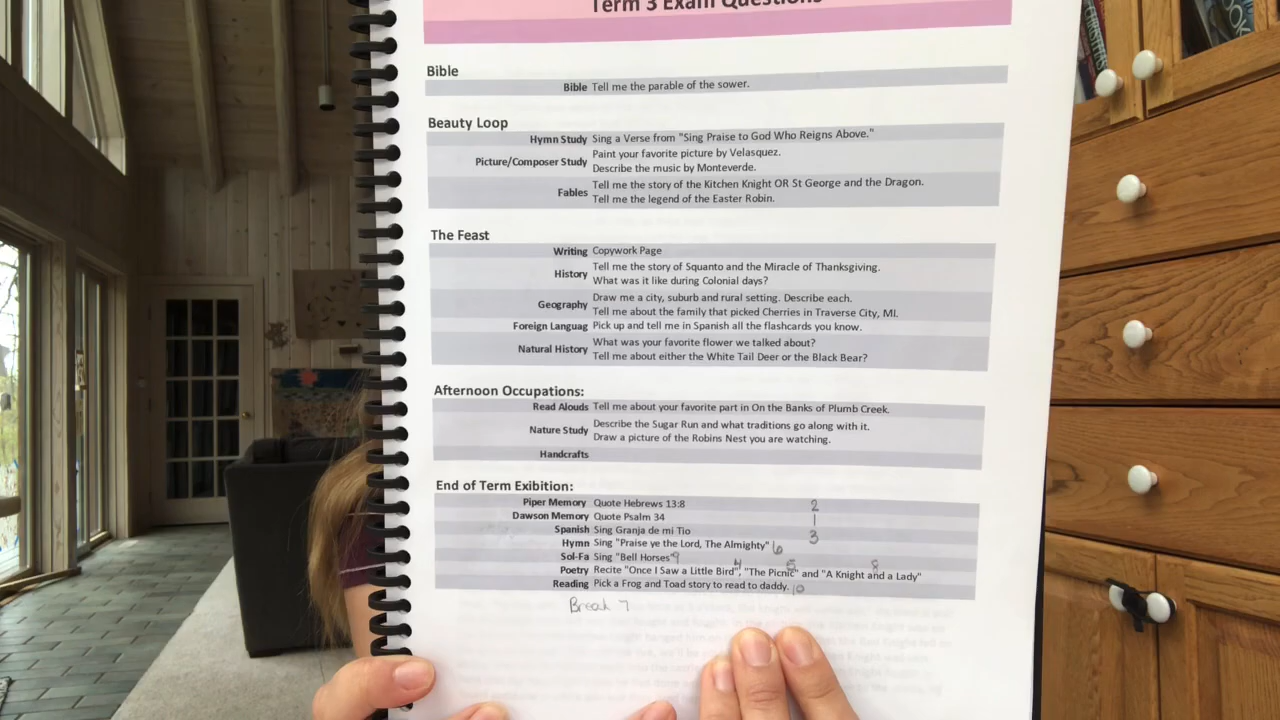 Term 3 Exam Questions
Bible
Bible Tell me the parable of the sower.
Beauty Loop
Hymn Study Sing a Verse from "Sing Praise to God Who Reigns Above."
Picture/Composer Study Paint your favorite picture by Velasquez.
Describe the music by Monteverde.
Fables Tell me the story of the Kitchen Knight OR St George and the Dragon.
Tell me the legend of the Easter Robin.
The Feast
Writing Copywork Page
History Tell me the story of Squanto and the Miracle of Thanksgiving.
What was it like during Colonial days?
Geography Draw me a city, suburb and rural setting. Describe each.
Tell me about the family that picked Cherries in Traverse City, MI.
Foreign Languag Pick up and tell me in Spanish all the flashcards you know.
Natural History What was your favorite flower we talked about?
Tell me about either the White Tail Deer or the Black Bear?
Afternoon Occupations:
Read Alouds Tell me about your favorite part in On the Banks of Plumb Creek.
Nature Study Describe the Sugar Run and what traditions go along with it.
Draw a picture of the Robins Nest you are watching.
Handcrafts
End of Term Exibition:
Piper Memory Quote Hebrews 13:8 2
Dawson Memory Quote Psalm 34 1
Spanish Sing Granja de mi Tio 3
Hymn Sing "Praise ye the Lord, The Almighty" 6
Sol-Fa Sing "Bell Horses" 9
4 5 8
Poetry Recite "Once I Saw a Little Bird", "The Picnic" and "A Knight and a Lady"
Reading Pick a Frog and Toad story to read to daddy. 10
Break 7